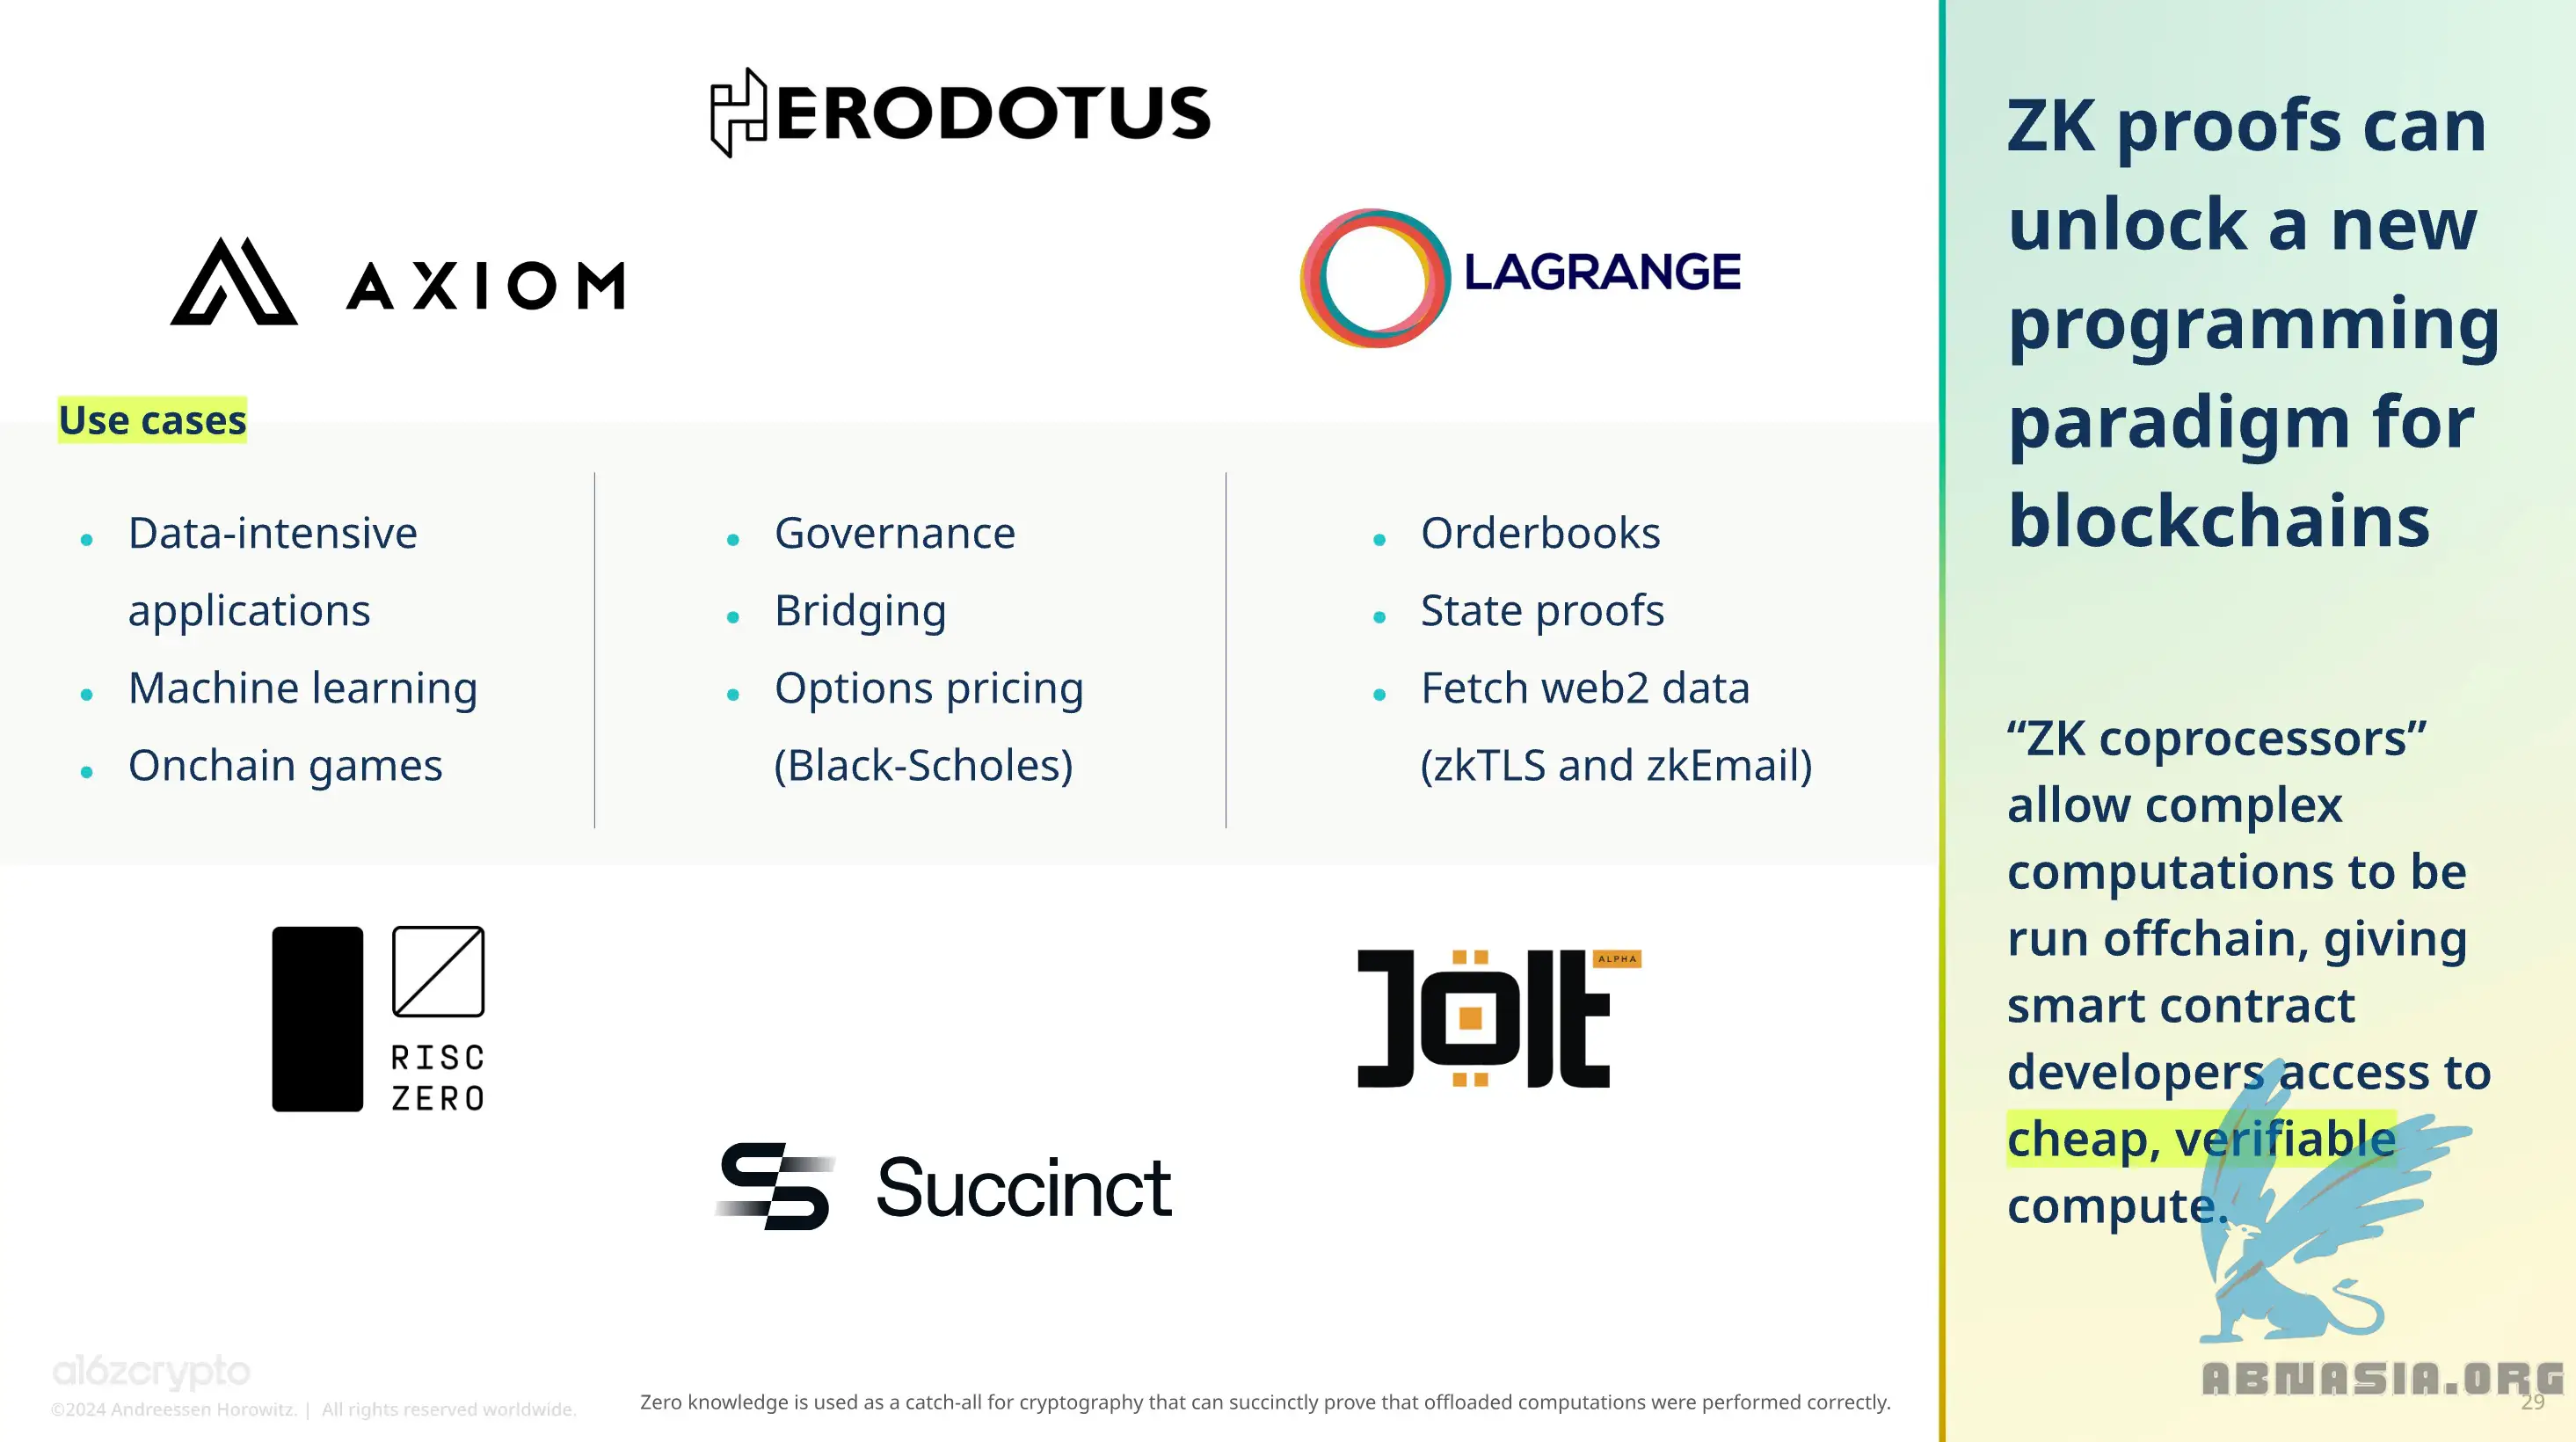 HERODOTUS
AXIOM
LAGRANGE
Use cases
• Data-intensive
applications
• Machine learning
• Onchain games
• Governance
• Bridging
• Options pricing
(Black-Scholes)
• Orderbooks
• State proofs
• Fetch web2 data
(zkTLS and zkEmail)
RISC
ZERO
Jolt
ALPHA
Succinct
a16zcrypto
©2024 Andreessen Horowitz. | All rights reserved worldwide.
Zero knowledge is used as a catch-all for cryptography that can succinctly prove that offloaded computations were performed correctly.
ZK proofs can
unlock a new
programming
paradigm for
blockchains
“ZK coprocessors”
allow complex
computations to be
run offchain, giving
smart contract
developers access to
cheap, verifiable
compute.
ABNASIA.ORG
29